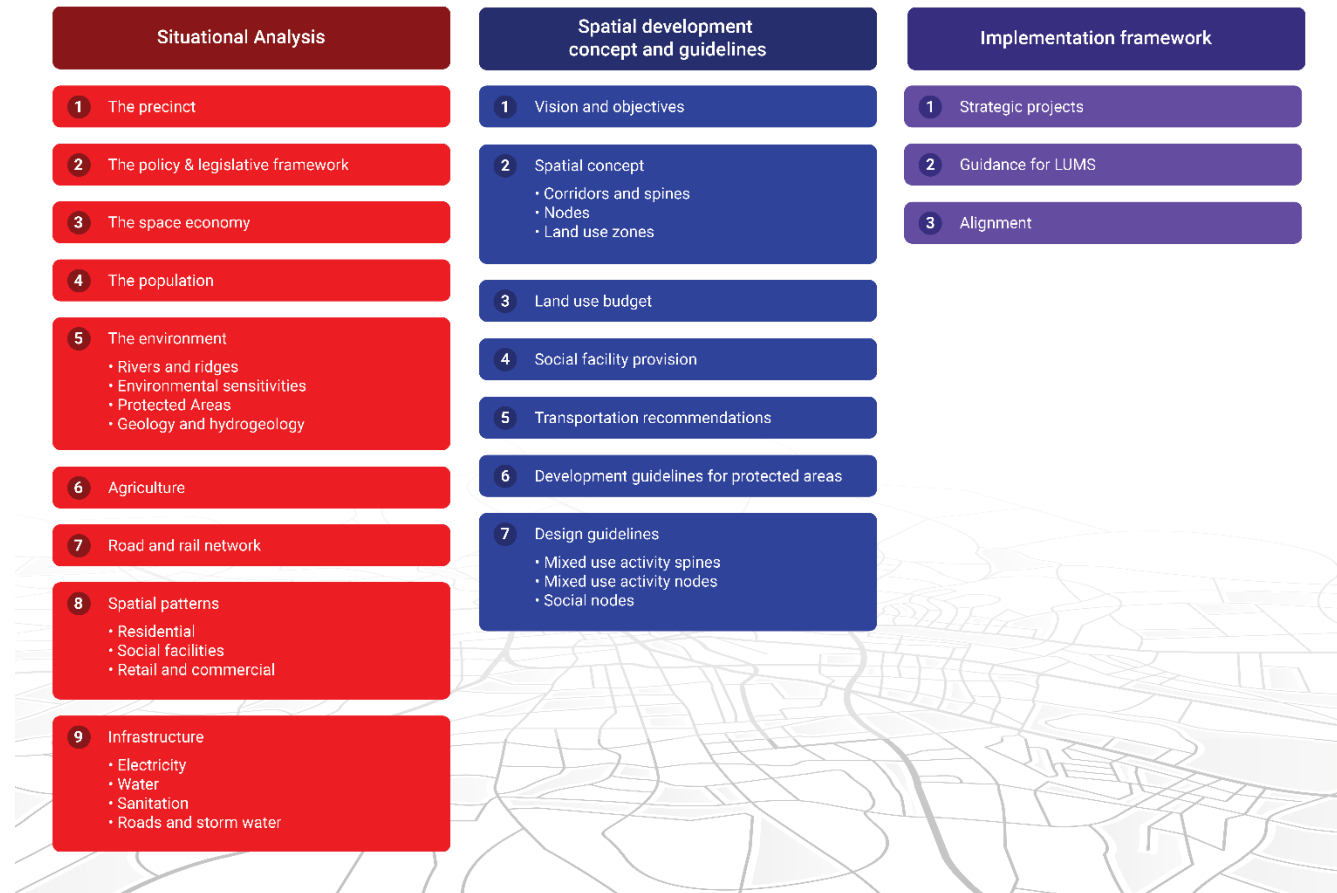 Situational Analysis
1 The precinct
2 The policy & legislative framework
3 The space economy
4 The population
5 The environment
• Rivers and ridges
• Environmental sensitivities
• Protected Areas
• Geology and hydrogeology
6 Agriculture
7 Road and rail network
8 Spatial patterns
• Residential
• Social facilities
• Retail and commercial
9 Infrastructure
• Electricity
• Water
• Sanitation
• Roads and storm water
Spatial development
concept and guidelines
1 Vision and objectives
2 Spatial concept
• Corridors and spines
• Nodes
• Land use zones
3 Land use budget
4 Social facility provision
5 Transportation recommendations
6 Development guidelines for protected areas
7 Design guidelines
• Mixed use activity spines
• Mixed use activity nodes
• Social nodes
Implementation framework
1 Strategic projects
2 Guidance for LUMS
3 Alignment